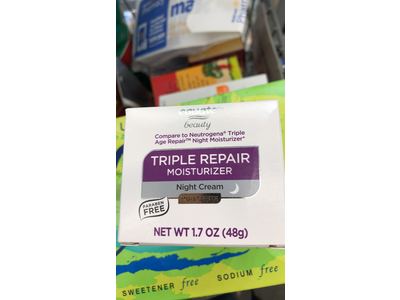 ma
beauty
Compare to Neutrogena® Triple
Age Repair™ Night Moisturizer*
TRIPLE REPAIR
MOISTURIZER
Night Cream
PARABEN
FREE
NET WT 1.7 OZ (48g)
SWEETENER free
SODIUM free